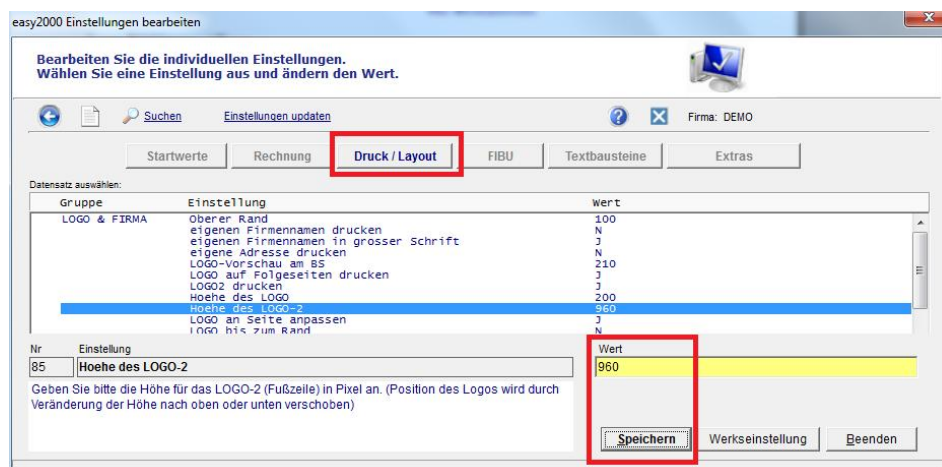 easy2000 Einstellungen bearbeiten
Bearbeiten Sie die individuellen Einstellungen.
Wählen Sie eine Einstellung aus und ändern den Wert.
Suchen Einstellungen updaten Firma: DEMO
Startwerte Rechnung Druck / Layout FIBU Textbausteine Extras
Datensatz auswählen:
Gruppe Einstellung Wert
LOGO & FIRMA Oberer Rand 100
eigenen Firmennamen drucken N
eigenen Firmennamen in grosser Schrift J
eigene Adresse drucken N
LOGO-Vorschau am BS 210
LOGO auf Folgeseiten drucken J
LOGO2 drucken J
Hoehe des LOGO 200
Hoehe des LOGO-2 960
LOGO an Seite anpassen J
LOGO bis zum Rand N
Nr Einstellung Wert
85 Hoehe des LOGO-2 960
Geben Sie bitte die Höhe für das LOGO-2 (Fußzeile) in Pixel an. (Position des Logos wird durch
Veränderung der Höhe nach oben oder unten verschoben)
Speichern Werkseinstellung Beenden